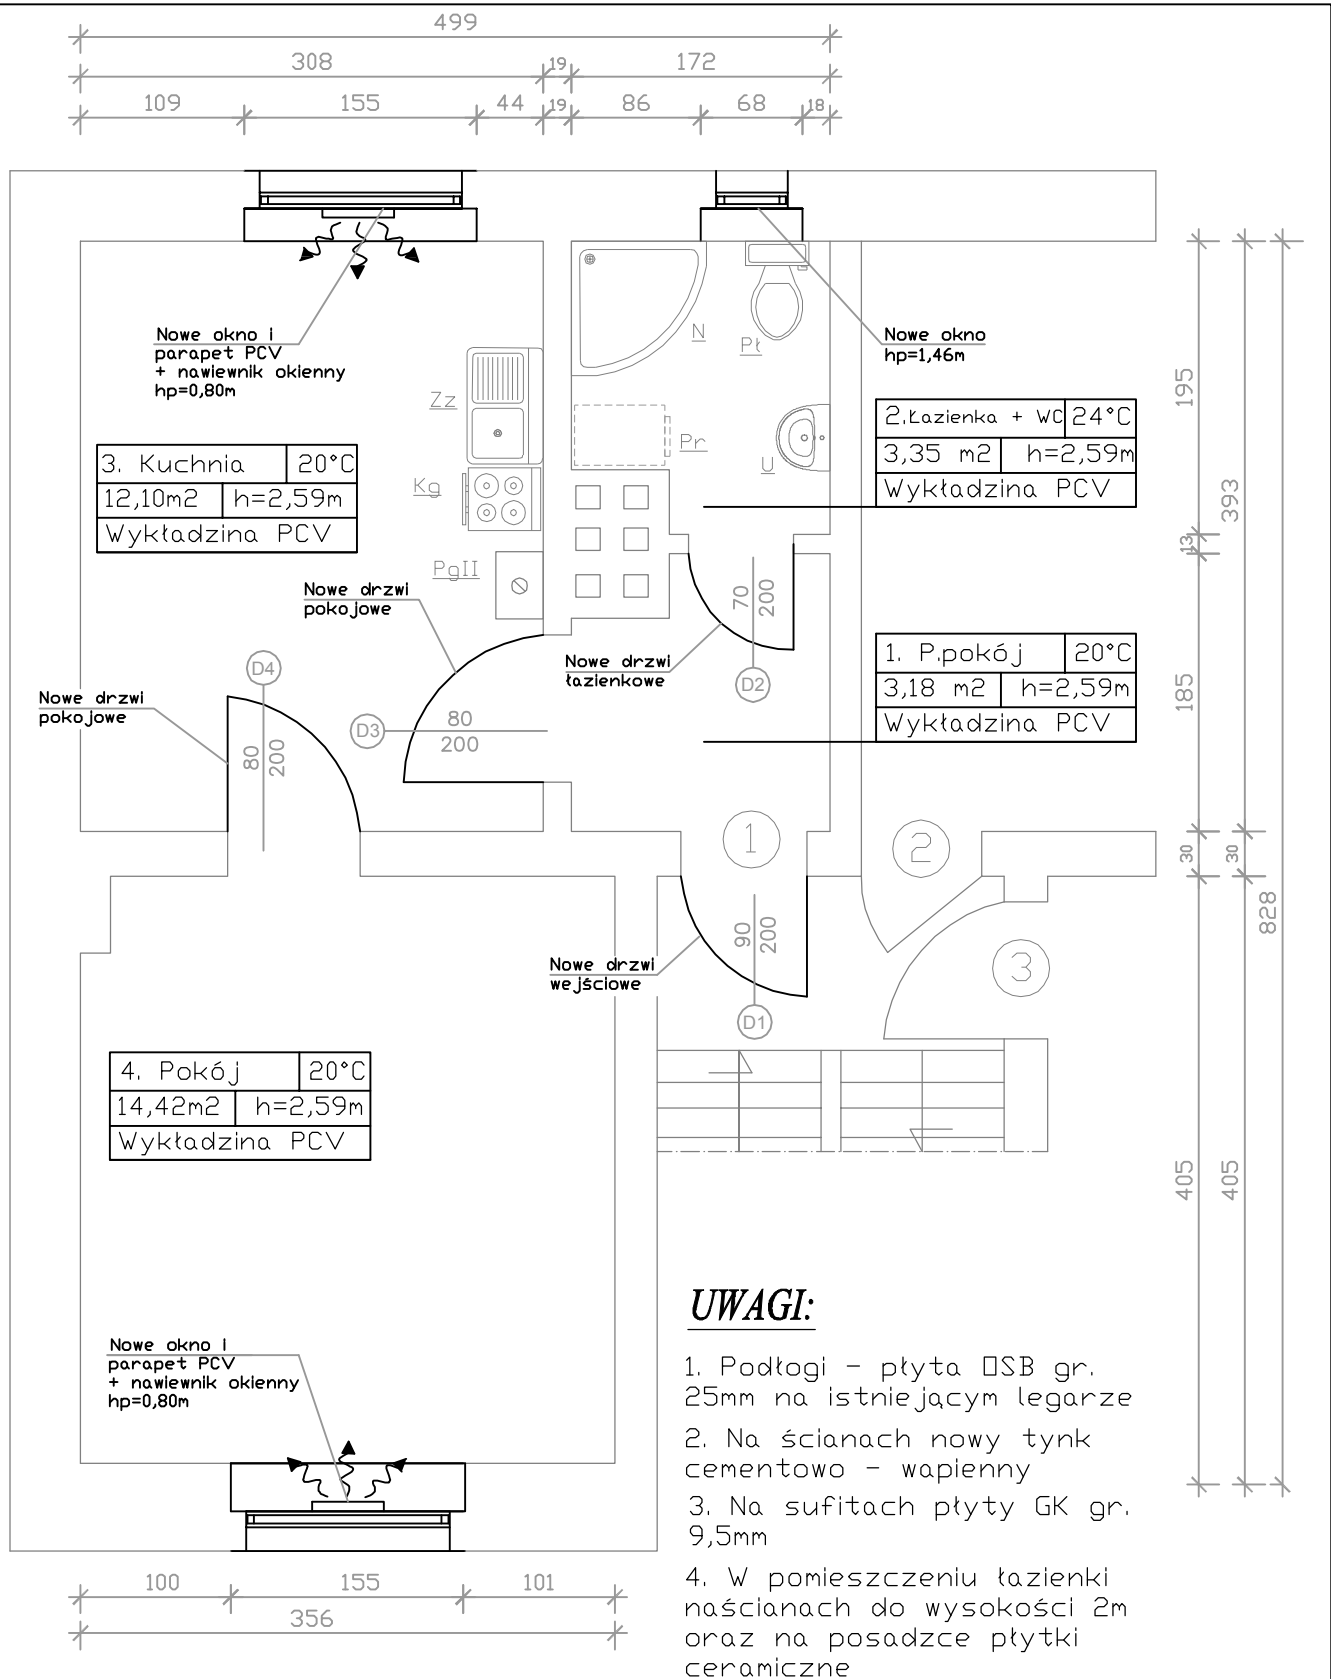 499
308
19
172
109
155
44
19
86
68
18
Nowe okno i
parapet PCV
+ nawiewnik okienny
hp=0,80m
Nowe okno
hp=1,46m
N
Pł
Zz
Pr
U
Kg
PgII
3. Kuchnia 20°C
12,10m2 h=2,59m
Wykładzina PCV
2.Łazienka + WC 24°C
3,35 m2 h=2,59m
Wykładzina PCV
195
393
13
Nowe drzwi
pokojowe
70
200
D2
Nowe drzwi
łazienkowe
1. P.pokój 20°C
3,18 m2 h=2,59m
Wykładzina PCV
185
D4
Nowe drzwi
pokojowe
80
200
D3
80
200
1
2
3
30
30
828
90
200
D1
Nowe drzwi
wejściowe
4. Pokój 20°C
14,42m2 h=2,59m
Wykładzina PCV
405
405
Nowe okno i
parapet PCV
+ nawiewnik okienny
hp=0,80m
100
155
101
356
UWAGI:
1. Podłogi - płyta OSB gr.
25mm na istniejącym legarze
2. Na ścianach nowy tynk
cementowo - wapienny
3. Na sufitach płyty GK gr.
9,5mm
4. W pomieszczeniu łazienki
naścianach do wysokości 2m
oraz na posadzce płytki
ceramiczne